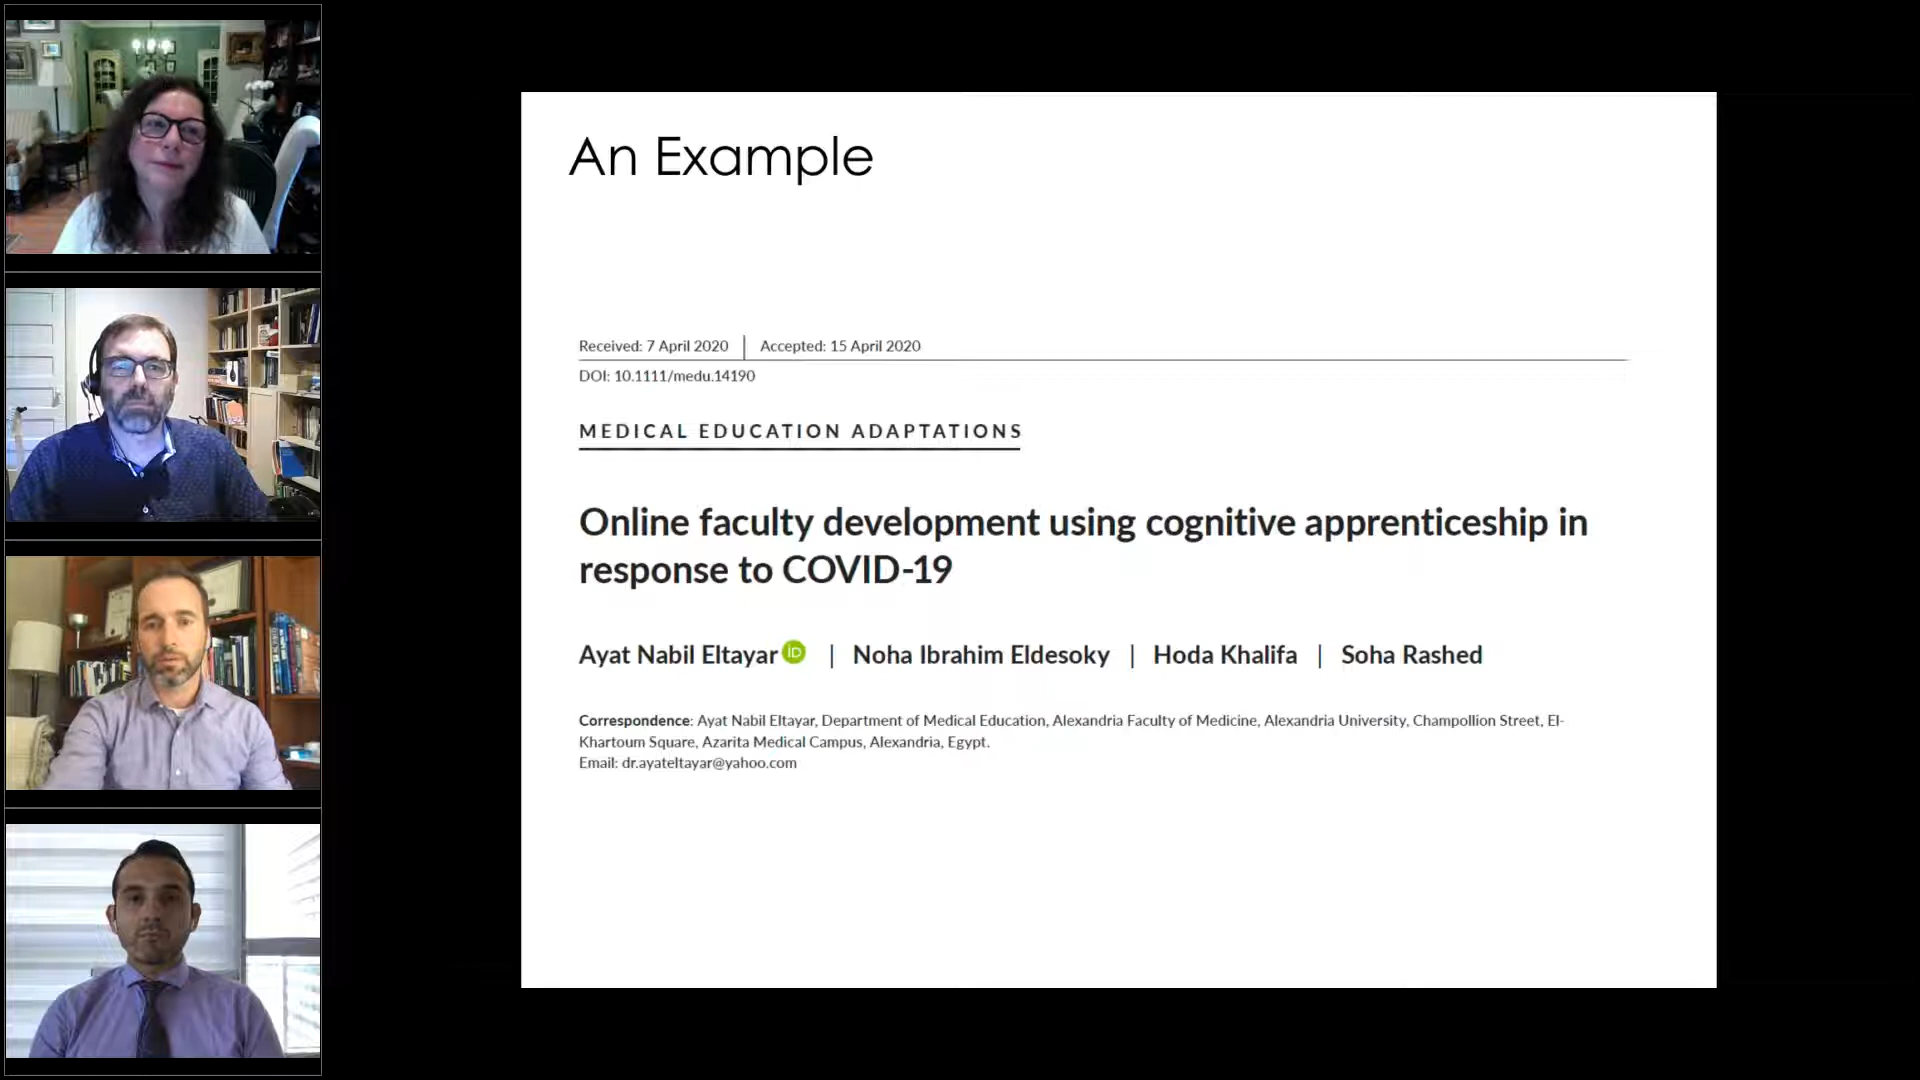 An Example
Received: 7 April 2020 | Accepted: 15 April 2020
DOI: 10.1111/medu.14190
MEDICAL EDUCATION ADAPTATIONS
Online faculty development using cognitive apprenticeship in
response to COVID-19
Ayat Nabil Eltayar iD | Noha Ibrahim Eldesoky | Hoda Khalifa | Soha Rashed
Correspondence: Ayat Nabil Eltayar, Department of Medical Education, Alexandria Faculty of Medicine, Alexandria University, Champollion Street, El-
Khartoum Square, Azarita Medical Campus, Alexandria, Egypt.
Email: dr.ayateltayar@yahoo.com